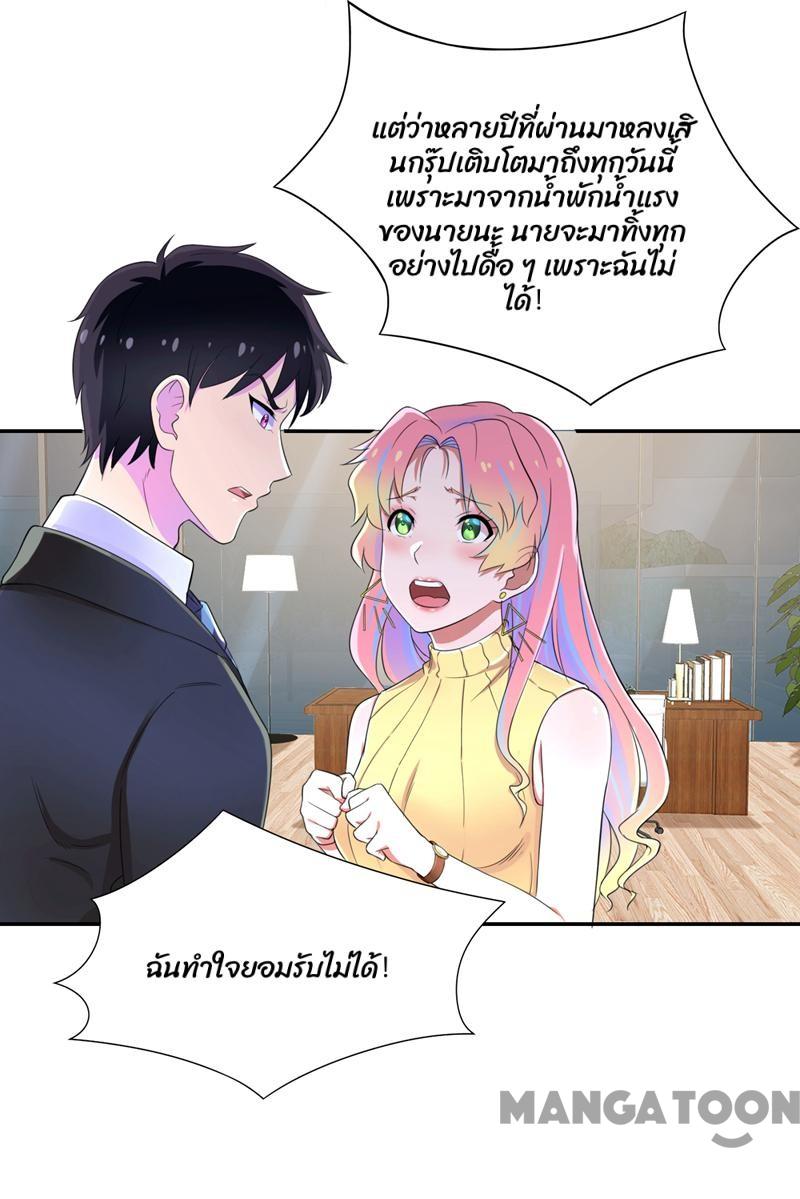 แต่ว่าหลายปีที่ผ่านมาหลงเสิ
นกรุ๊ปเติบโตมาถึงทุกวันนี้
เพราะมาจากน้ำพักน้ำแรง
ของนายนะ นายจะมาทิ้งทุก
อย่างไปดื้อ ๆ เพราะฉันไม่
ได้!
ฉันทำใจยอมรับไม่ได้!
MANGATOON